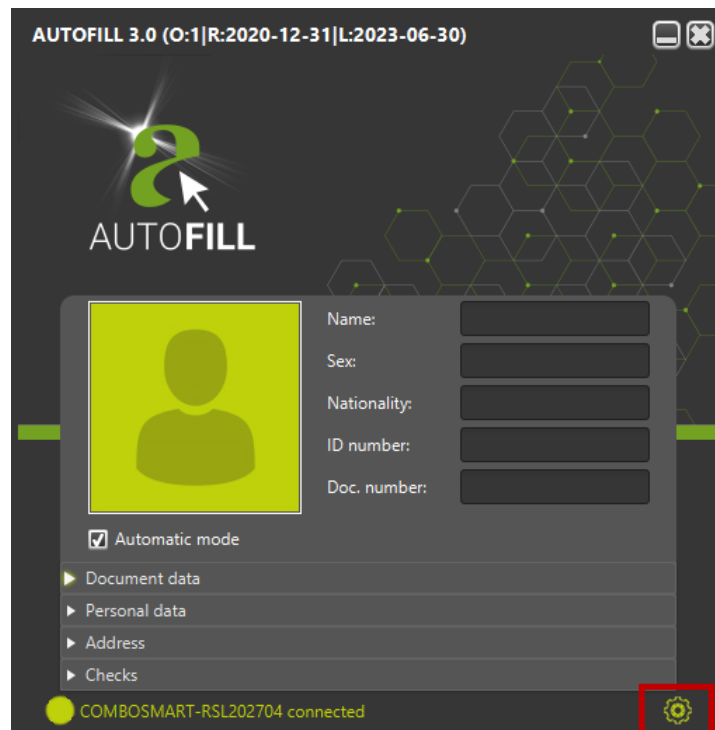 AUTOFILL 3.0 (O:1|R:2020-12-31|L:2023-06-30)
AUTOFILL
Name:
Sex:
Nationality:
ID number:
Doc. number:
Automatic mode
Document data
Personal data
Address
Checks
COMBOSMART-RSL202704 connected